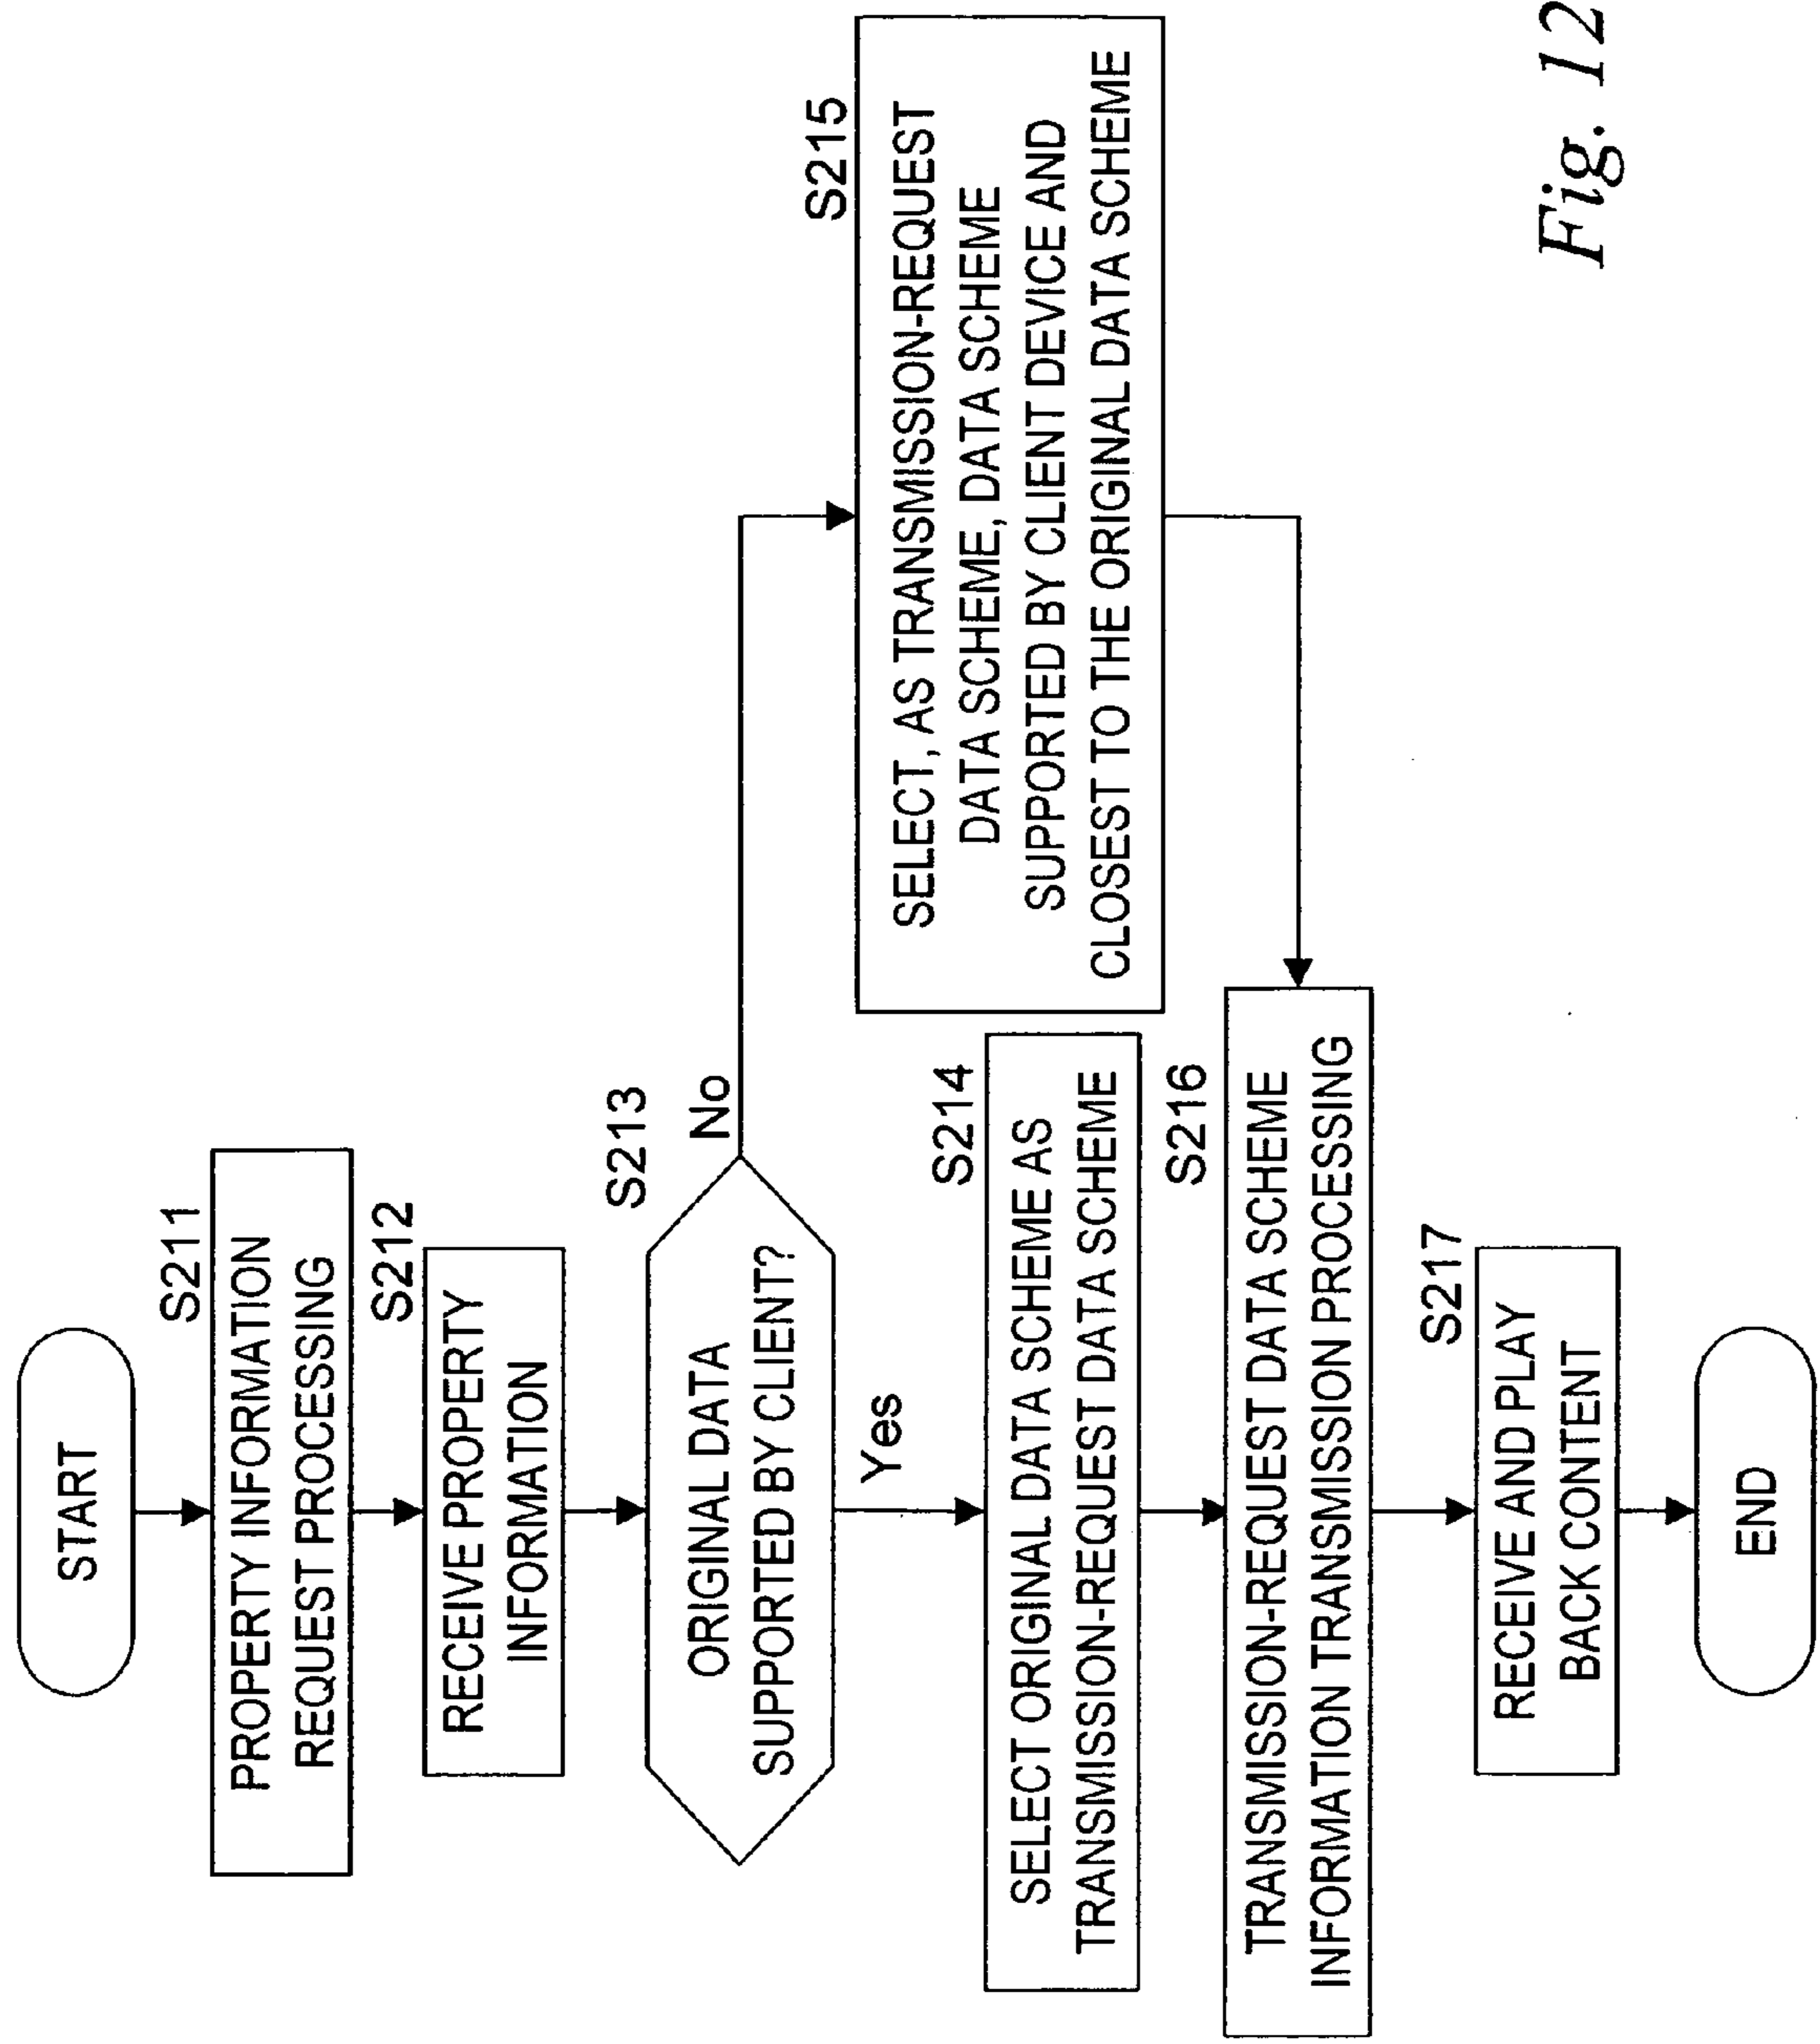 START
S211
PROPERTY INFORMATION
REQUEST PROCESSING
S212
RECEIVE PROPERTY
INFORMATION
S213
ORIGINAL DATA
SUPPORTED BY CLIENT?
No
Yes
S215
SELECT, AS TRANSMISSION-REQUEST
DATA SCHEME, DATA SCHEME
SUPPORTED BY CLIENT DEVICE AND
CLOSEST TO THE ORIGINAL DATA SCHEME
S214
SELECT ORIGINAL DATA SCHEME AS
TRANSMISSION-REQUEST DATA SCHEME
S216
TRANSMISSION-REQUEST DATA SCHEME
INFORMATION TRANSMISSION PROCESSING
S217
RECEIVE AND PLAY
BACK CONTENT
END
Fig. 12